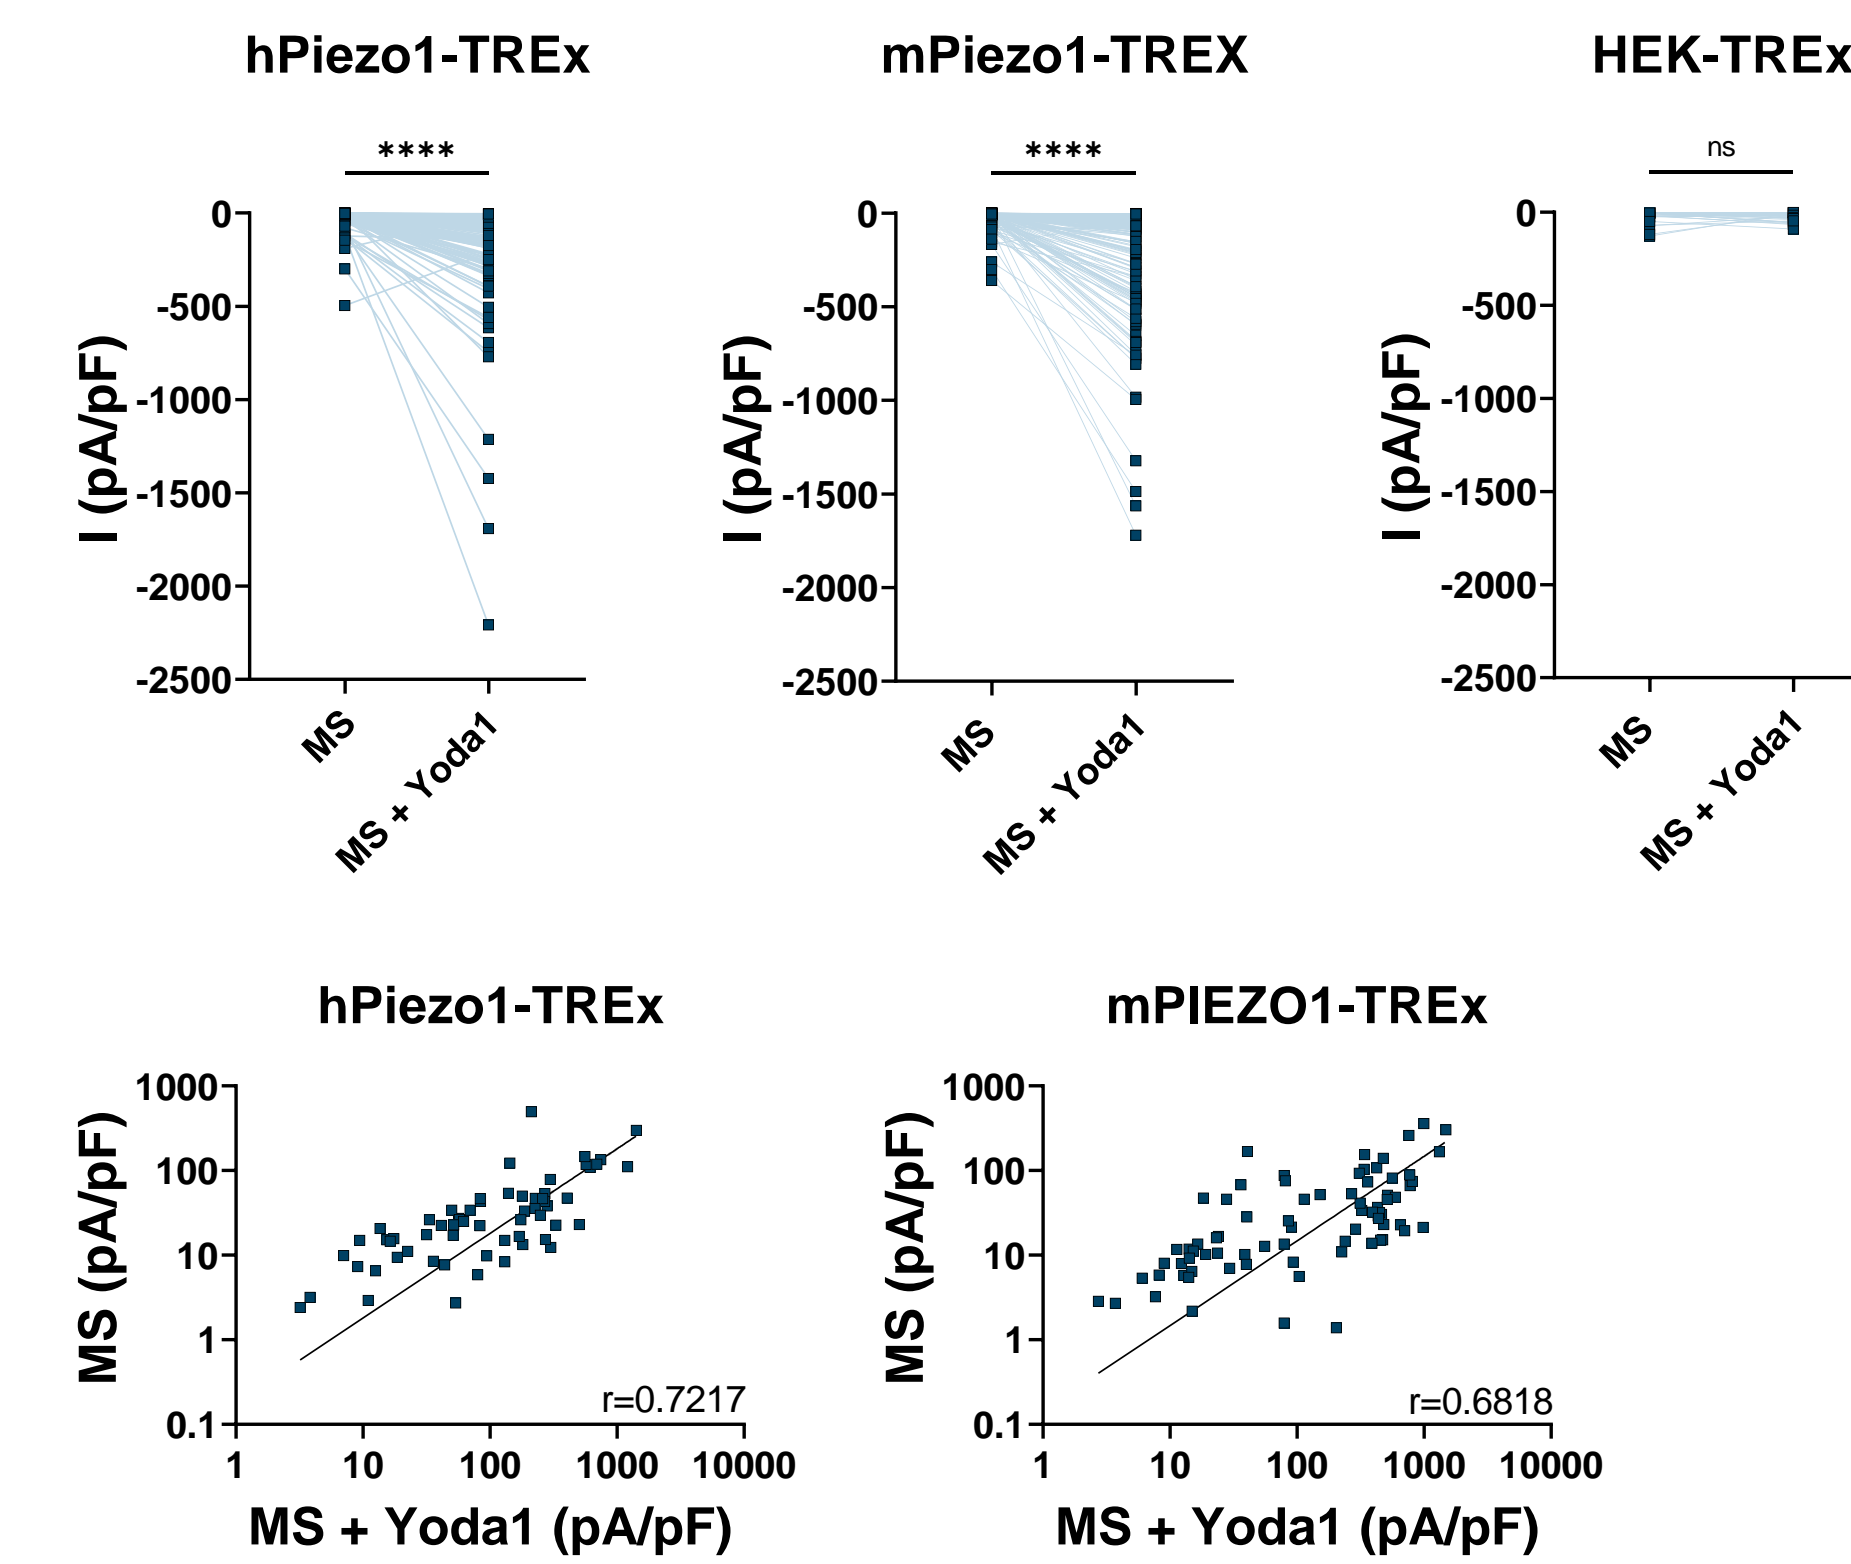 hPiezo1-TREx
mPiezo1-TREX
HEK-TREx
****
****
ns
I (pA/pF)
0
-500
-1000
-1500
-2000
-2500
MS
MS + Yoda1
I (pA/pF)
0
-500
-1000
-1500
-2000
-2500
MS
MS + Yoda1
I (pA/pF)
0
-500
-1000
-1500
-2000
-2500
MS
MS + Yoda1
hPiezo1-TREx
MS (pA/pF)
1000
100
10
1
0.1
r=0.7217
1 10 100 1000 10000
MS + Yoda1 (pA/pF)
mPIEZO1-TREx
MS (pA/pF)
1000
100
10
1
0.1
r=0.6818
1 10 100 1000 10000
MS + Yoda1 (pA/pF)